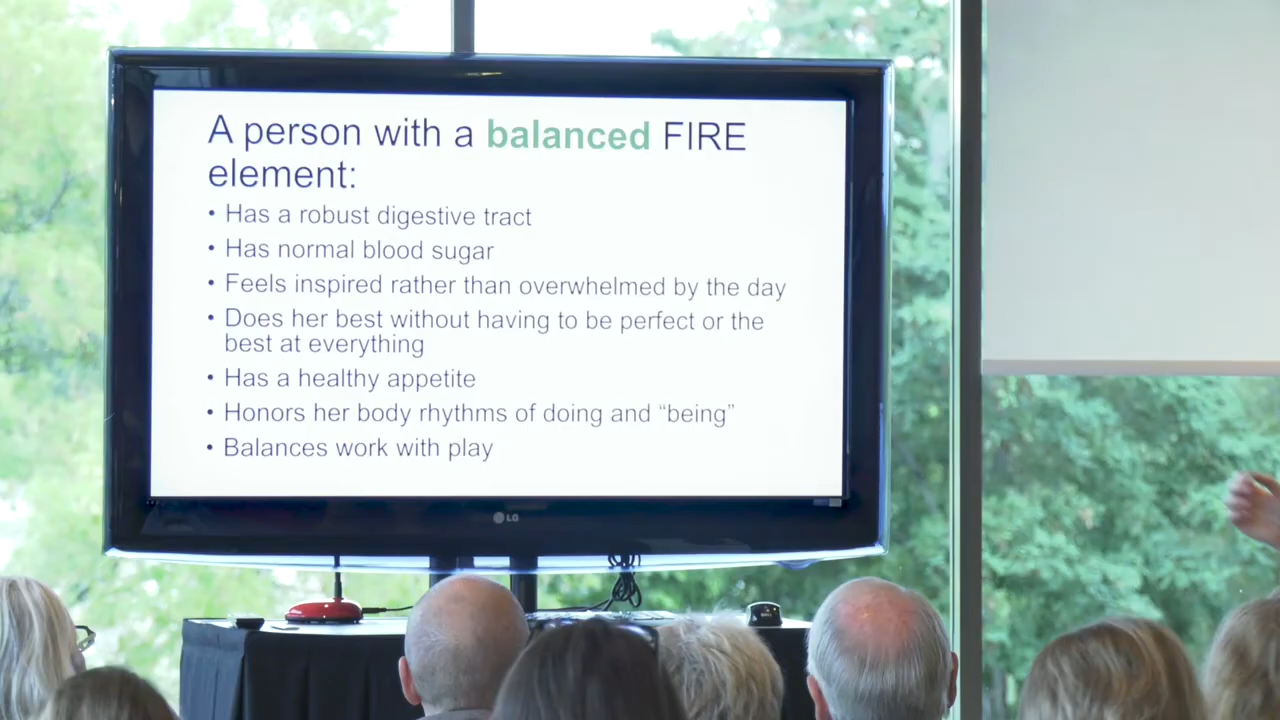 A person with a balanced FIRE
element:
• Has a robust digestive tract
• Has normal blood sugar
• Feels inspired rather than overwhelmed by the day
• Does her best without having to be perfect or the
best at everything
• Has a healthy appetite
• Honors her body rhythms of doing and “being”
• Balances work with play
LG